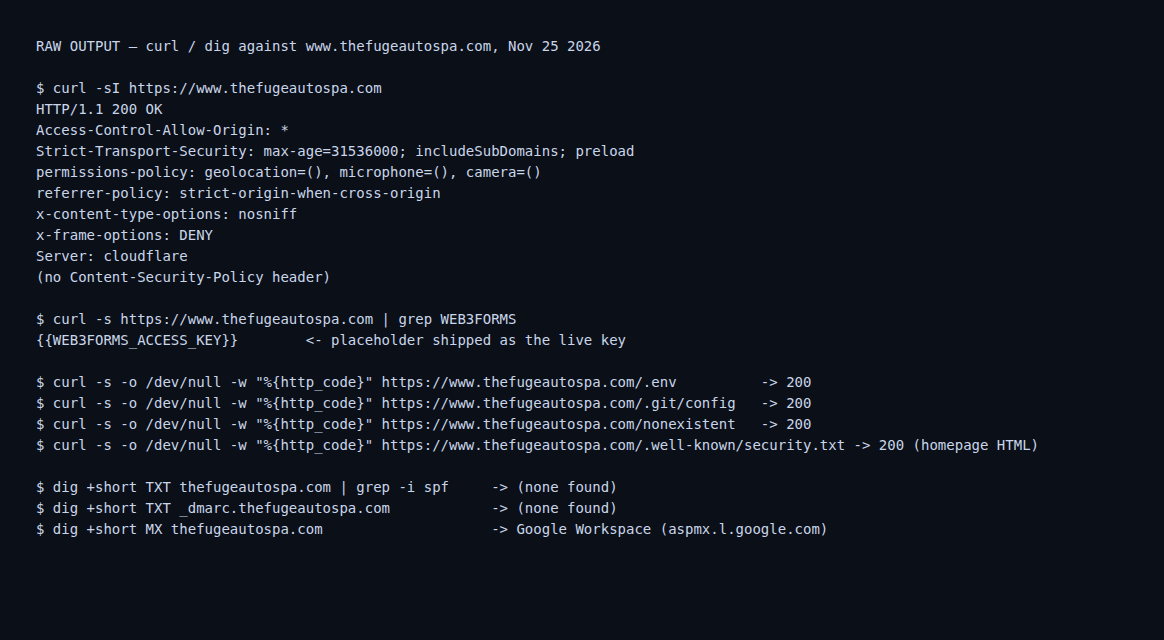 RAW OUTPUT — curl / dig against www.thefugeautospa.com, Nov 25 2026
$ curl -sI https://www.thefugeautospa.com
HTTP/1.1 200 OK
Access-Control-Allow-Origin: *
Strict-Transport-Security: max-age=31536000; includeSubDomains; preload
permissions-policy: geolocation=(), microphone=(), camera=()
referrer-policy: strict-origin-when-cross-origin
x-content-type-options: nosniff
x-frame-options: DENY
Server: cloudflare
(no Content-Security-Policy header)
$ curl -s https://www.thefugeautospa.com | grep WEB3FORMS
{{WEB3FORMS_ACCESS_KEY}}        <- placeholder shipped as the live key
$ curl -s -o /dev/null -w "%{http_code}" https://www.thefugeautospa.com/.env          -> 200
$ curl -s -o /dev/null -w "%{http_code}" https://www.thefugeautospa.com/.git/config   -> 200
$ curl -s -o /dev/null -w "%{http_code}" https://www.thefugeautospa.com/nonexistent   -> 200
$ curl -s -o /dev/null -w "%{http_code}" https://www.thefugeautospa.com/.well-known/security.txt -> 200 (homepage HTML)
$ dig +short TXT thefugeautospa.com | grep -i spf     -> (none found)
$ dig +short TXT _dmarc.thefugeautospa.com            -> (none found)
$ dig +short MX thefugeautospa.com                    -> Google Workspace (aspmx.l.google.com)